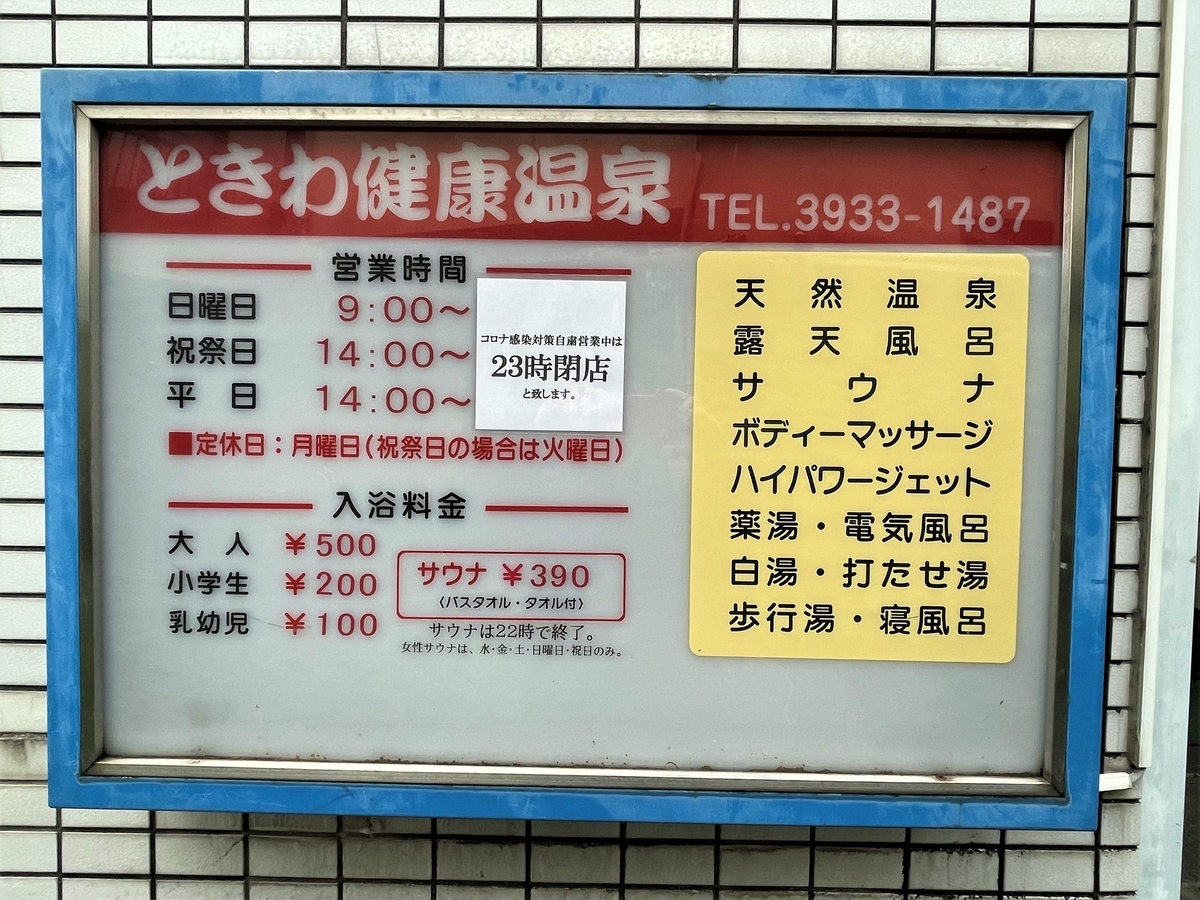 ときわ健康温泉 TEL.3933-1487
営業時間
日曜日 9:00〜
祝祭日 14:00〜
平日 14:00〜
コロナ感染対策自粛営業中は
23時閉店
と致します。
■定休日：月曜日(祝祭日の場合は火曜日)
入浴料金
大人 ¥500
小学生 ¥200
乳幼児 ¥100
サウナ ¥390
〈バスタオル・タオル付〉
サウナは22時で終了。
女性サウナは、水・金・土・日曜日・祝日のみ。
天然温泉
露天風呂
サウナ
ボディーマッサージ
ハイパワージェット
薬湯・電気風呂
白湯・打たせ湯
歩行湯・寝風呂